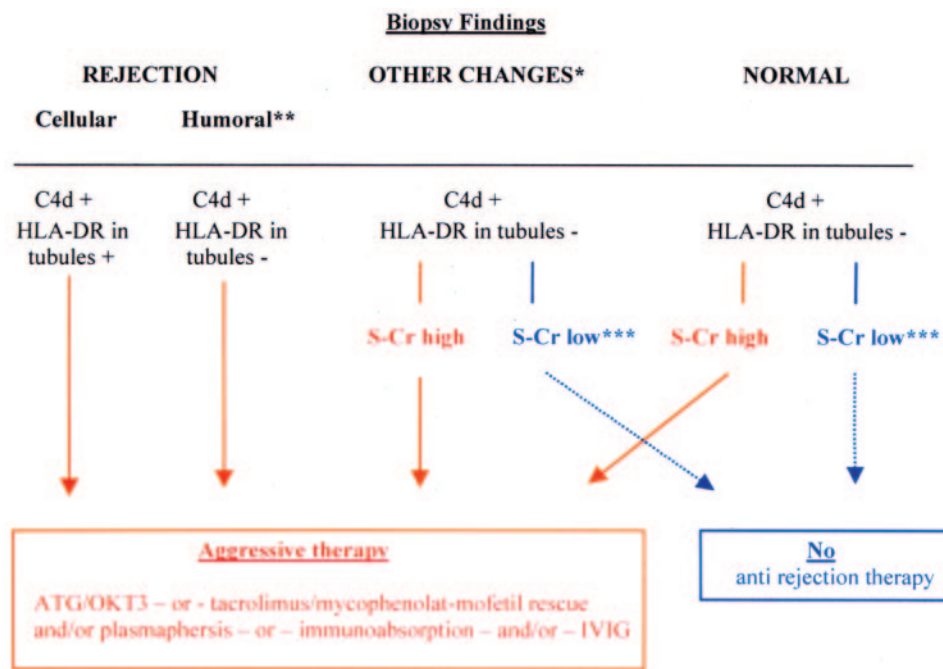 Biopsy Findings
REJECTION OTHER CHANGES* NORMAL
Cellular Humoral**
C4d + C4d + C4d + C4d +
HLA-DR in HLA-DR in HLA-DR in tubules - HLA-DR in tubules -
tubules + tubules -
S-Cr high S-Cr low*** S-Cr high S-Cr low***
Aggressive therapy
ATG/OKT3 – or - tacrolimus/mycophenolat-mofetil rescue
and/or plasmaphersis – or – immunoabsorption – and/or – IVIG
No
anti rejection therapy